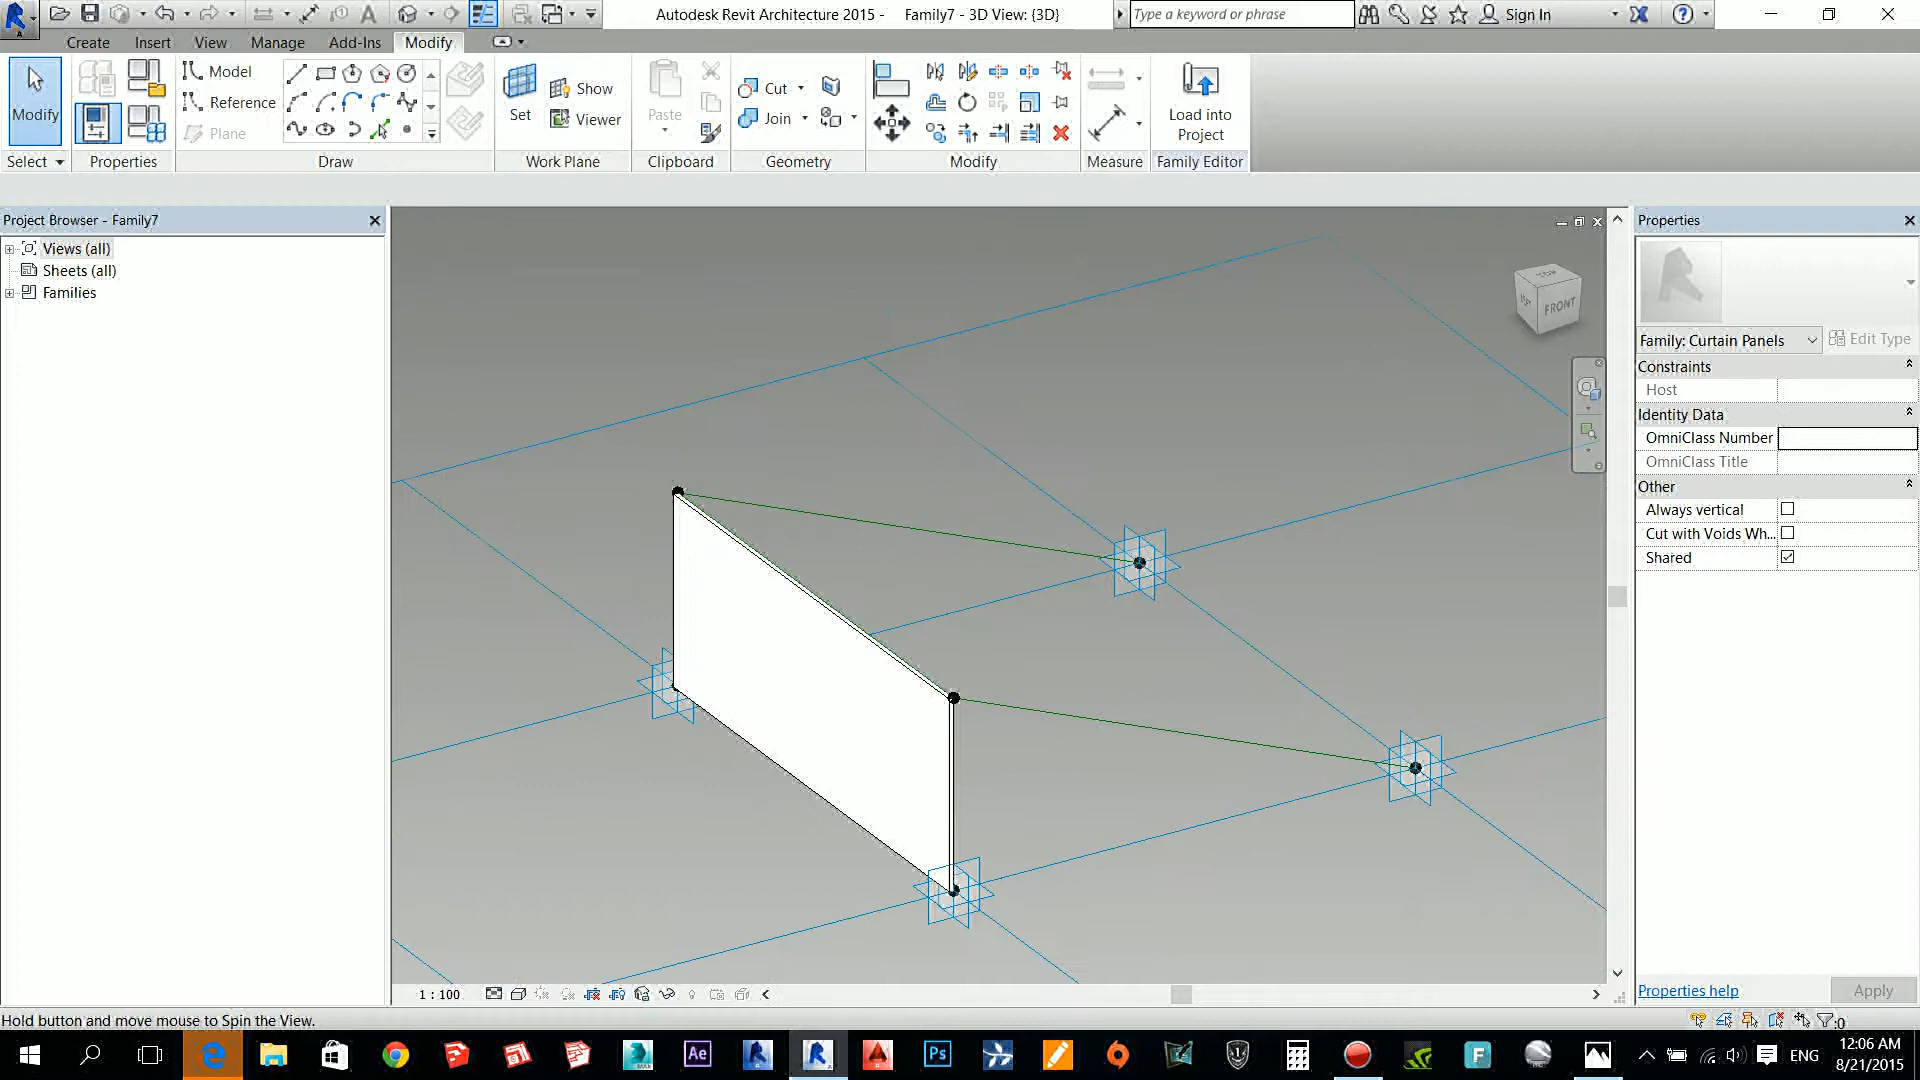 Autodesk Revit Architecture 2015 - Family7 - 3D View: {3D}
Type a keyword or phrase
Sign In
Create Insert View Manage Add-Ins Modify
Modify
Model
Reference
Plane
Set
Show
Viewer
Paste
Cut
Join
Load into
Project
Select Properties Draw Work Plane Clipboard Geometry Modify Measure Family Editor
Project Browser - Family7
Views (all)
Sheets (all)
Families
TOP
LEFT
FRONT
Properties
Family: Curtain Panels
Edit Type
Constraints
Host
Identity Data
OmniClass Number
OmniClass Title
Other
Always vertical
Cut with Voids Wh...
Shared
Properties help
Apply
1 : 100
Hold button and move mouse to Spin the View.
:0
Ae
Ps
F
ENG
12:06 AM
8/21/2015